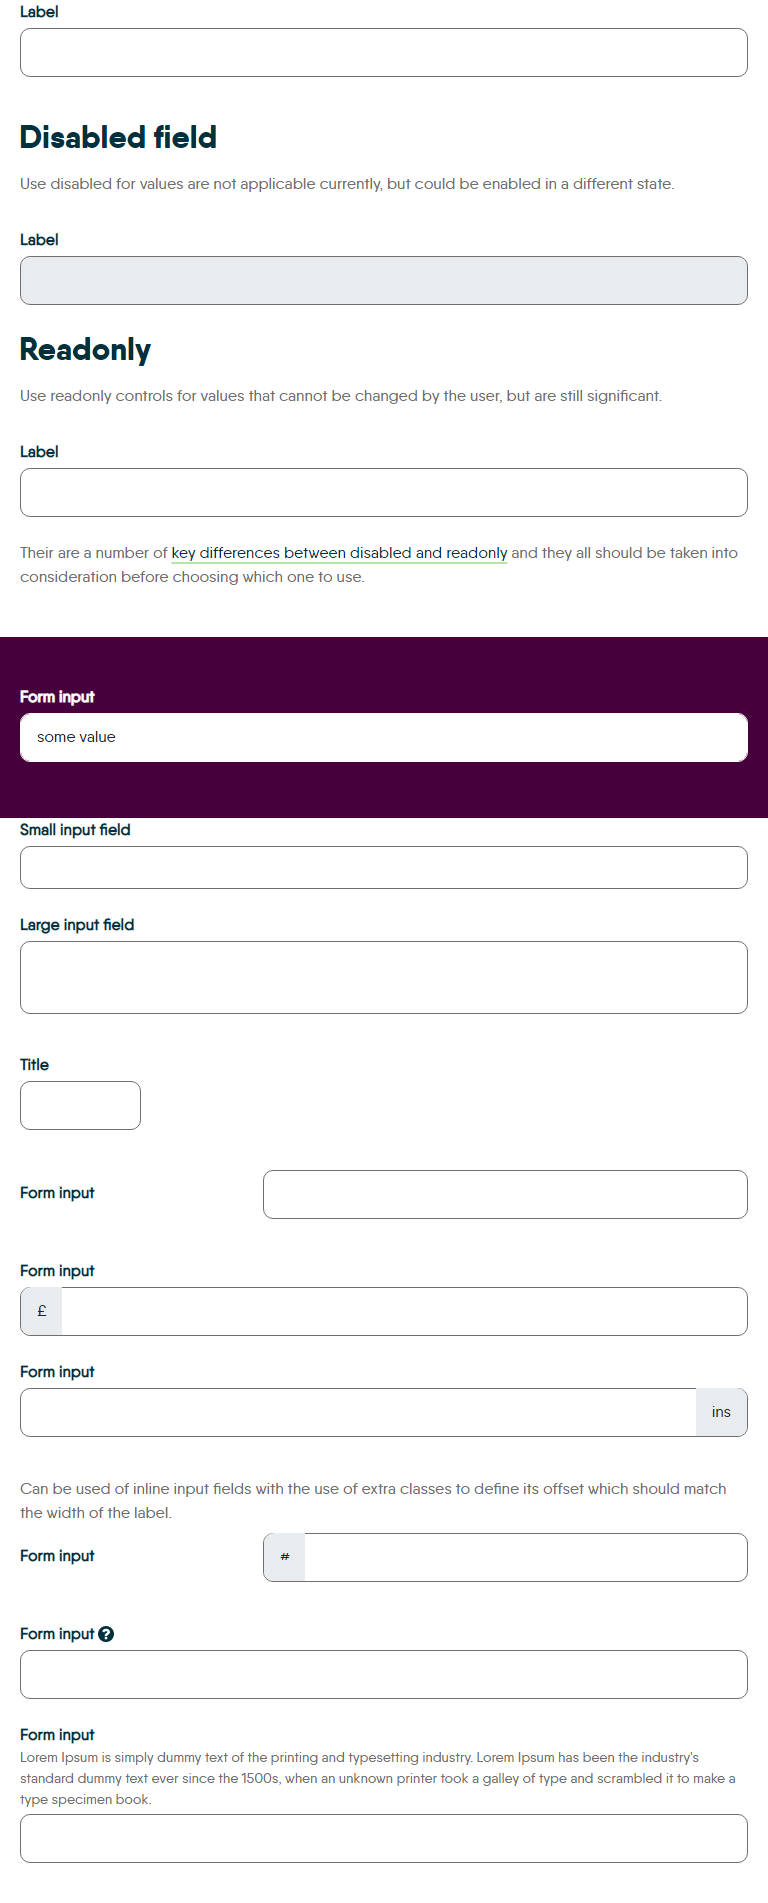 Label
Disabled field
Use disabled for values are not applicable currently, but could be enabled in a different state.
Label
Readonly
Use readonly controls for values that cannot be changed by the user, but are still significant.
Label
Their are a number of key differences between disabled and readonly and they all should be taken into
consideration before choosing which one to use.
Form input
some value
Small input field
Large input field
Title
Form input
Form input
£
Form input
ins
Can be used of inline input fields with the use of extra classes to define its offset which should match
the width of the label.
Form input
#
Form input ?
Form input
Lorem Ipsum is simply dummy text of the printing and typesetting industry. Lorem Ipsum has been the industry's
standard dummy text ever since the 1500s, when an unknown printer took a galley of type and scrambled it to make a
type specimen book.